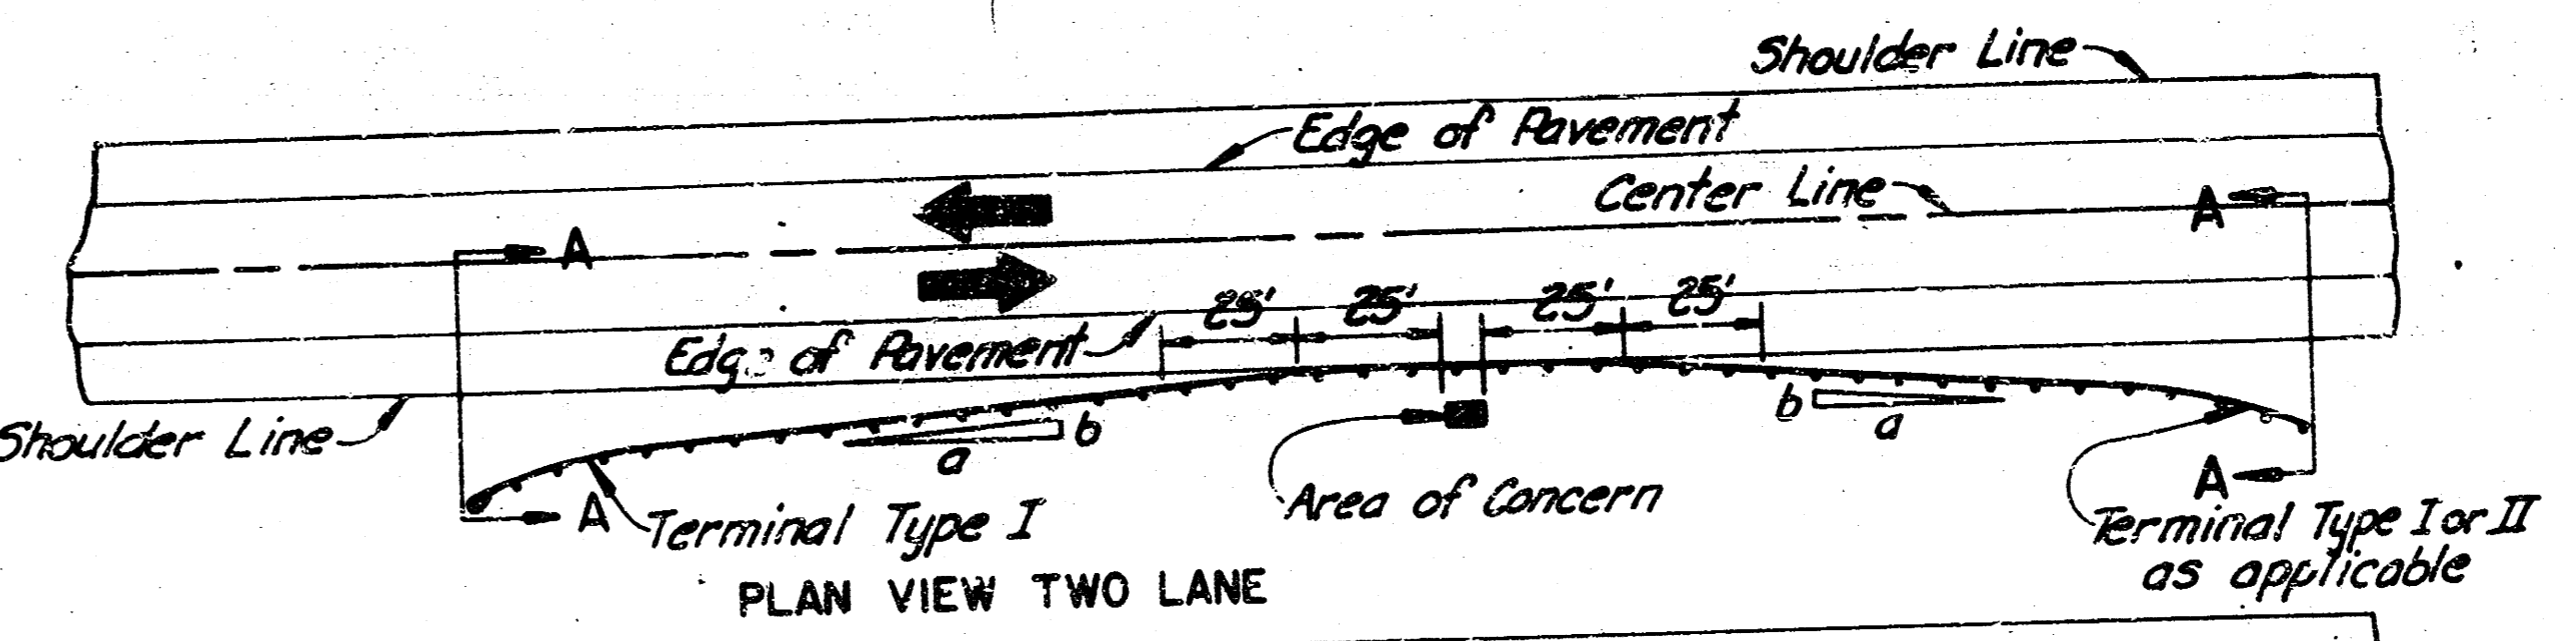 Shoulder Line
Edge of Pavement
Center Line
A
A
25' 25' 25' 25'
Edge of Pavement
b
a
b
a
Shoulder Line
Area of Concern
A
A
Terminal Type I
Terminal Type I or II
as applicable
PLAN VIEW TWO LANE